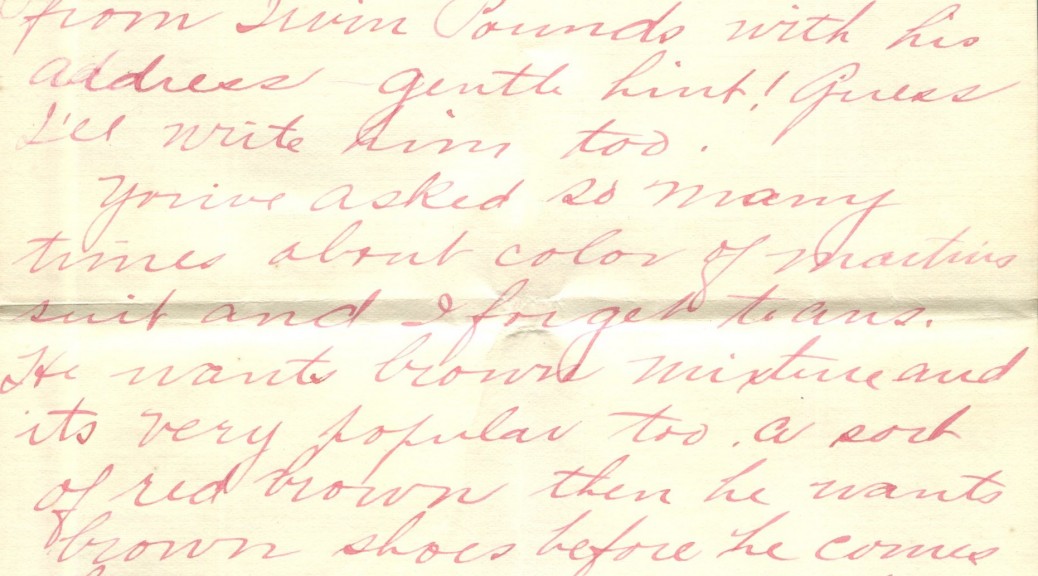 from Irvin Pounds with his
address - gentle hint! Guess
I'll write him too.
You've asked so many
times about color of Martins
suit and I forget to ans.
He wants brown mixture and
its very popular too. a sort
of red brown then he wants
brown shoes before he comes